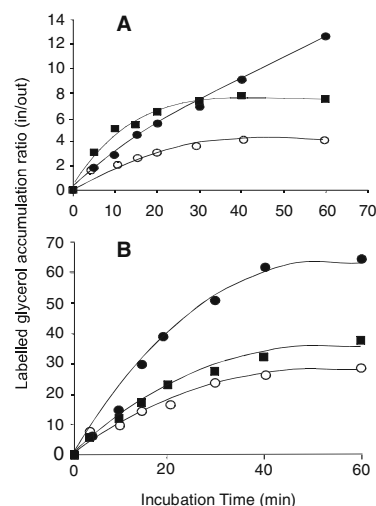 Labelled glycerol accumulation ratio (in/out)
A
14
12
10
8
6
4
2
0
0 10 20 30 40 50 60 70
B
70
60
50
40
30
20
10
0
0 20 40 60
Incubation Time (min)